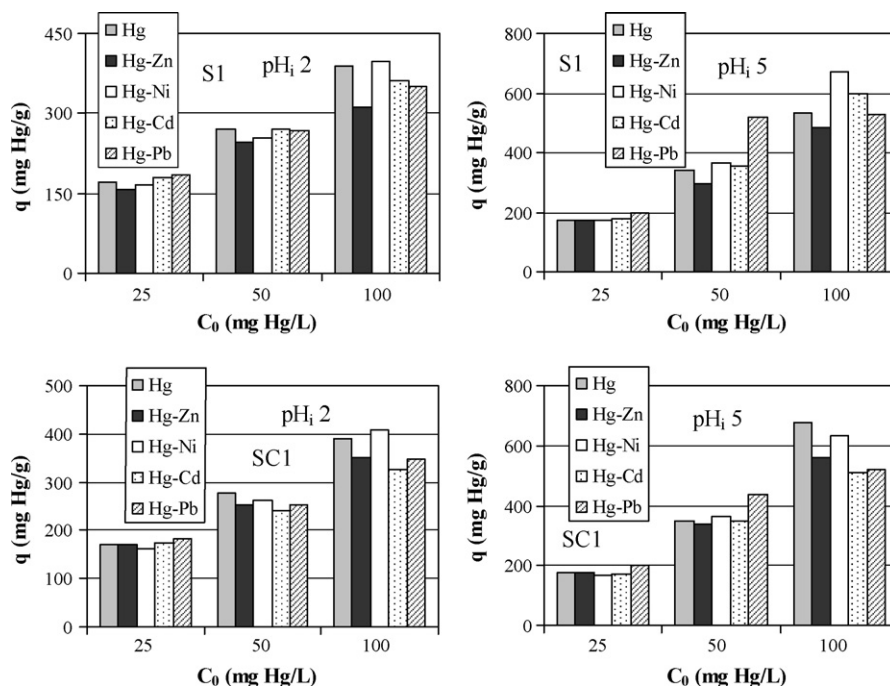 Hg
Hg-Zn
Hg-Ni
Hg-Cd
Hg-Pb
S1
pHi 2
q (mg Hg/g)
450
300
150
0
25
50
100
C0 (mg Hg/L)
Hg
Hg-Zn
Hg-Ni
Hg-Cd
Hg-Pb
S1
pHi 5
q (mg Hg/g)
800
600
400
200
0
25
50
100
C0 (mg Hg/L)
Hg
Hg-Zn
Hg-Ni
Hg-Cd
Hg-Pb
pHi 2
SC1
q (mg Hg/g)
500
400
300
200
100
0
25
50
100
C0 (mg Hg/L)
Hg
Hg-Zn
Hg-Ni
Hg-Cd
Hg-Pb
pHi 5
SC1
q (mg Hg/g)
800
600
400
200
0
25
50
100
C0 (mg Hg/L)